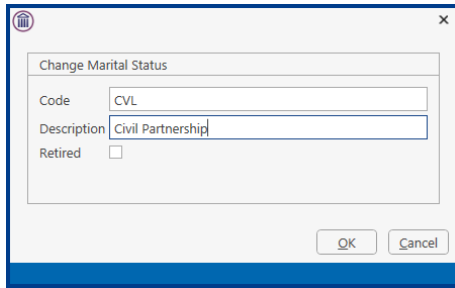 Change Marital Status
Code CVL
Description Civil Partnership
Retired
OK Cancel